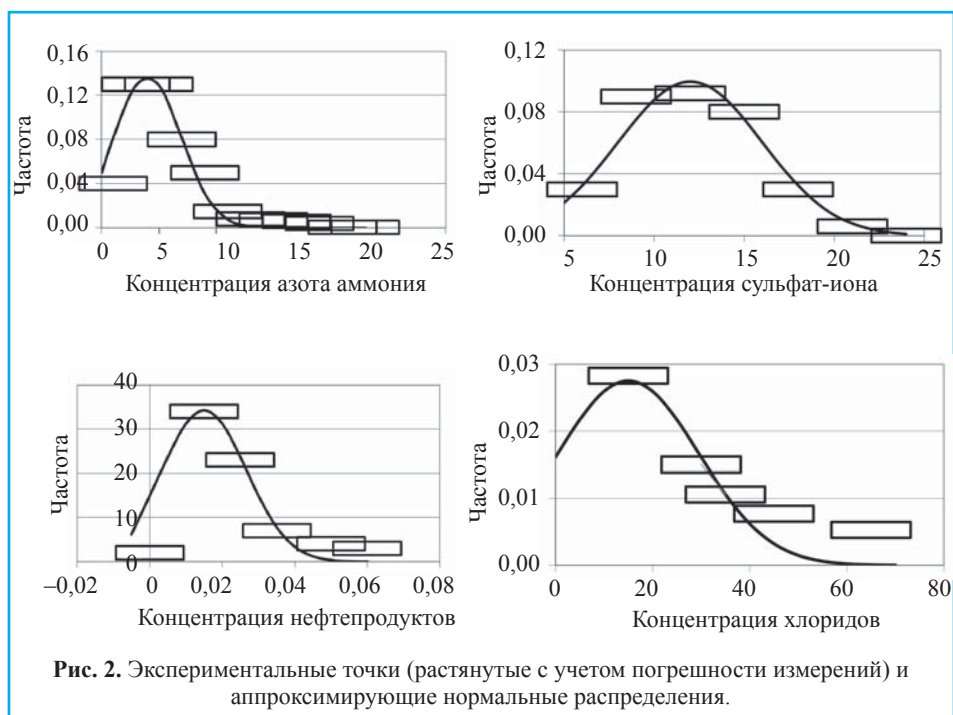 0,16
0,12
0,08
0,04
0,00
Частота
0 5 10 15 20 25
Концентрация азота аммония
0,12
0,08
0,04
0,00
Частота
5 10 15 20 25
Концентрация сульфат-иона
40
30
20
10
0
Частота
–0,02 0 0,02 0,04 0,06 0,08
Концентрация нефтепродуктов
0,03
0,02
0,01
0,00
Частота
0 20 40 60 80
Концентрация хлоридов
Рис. 2. Экспериментальные точки (растянутые с учетом погрешности измерений) и
аппроксимирующие нормальные распределения.